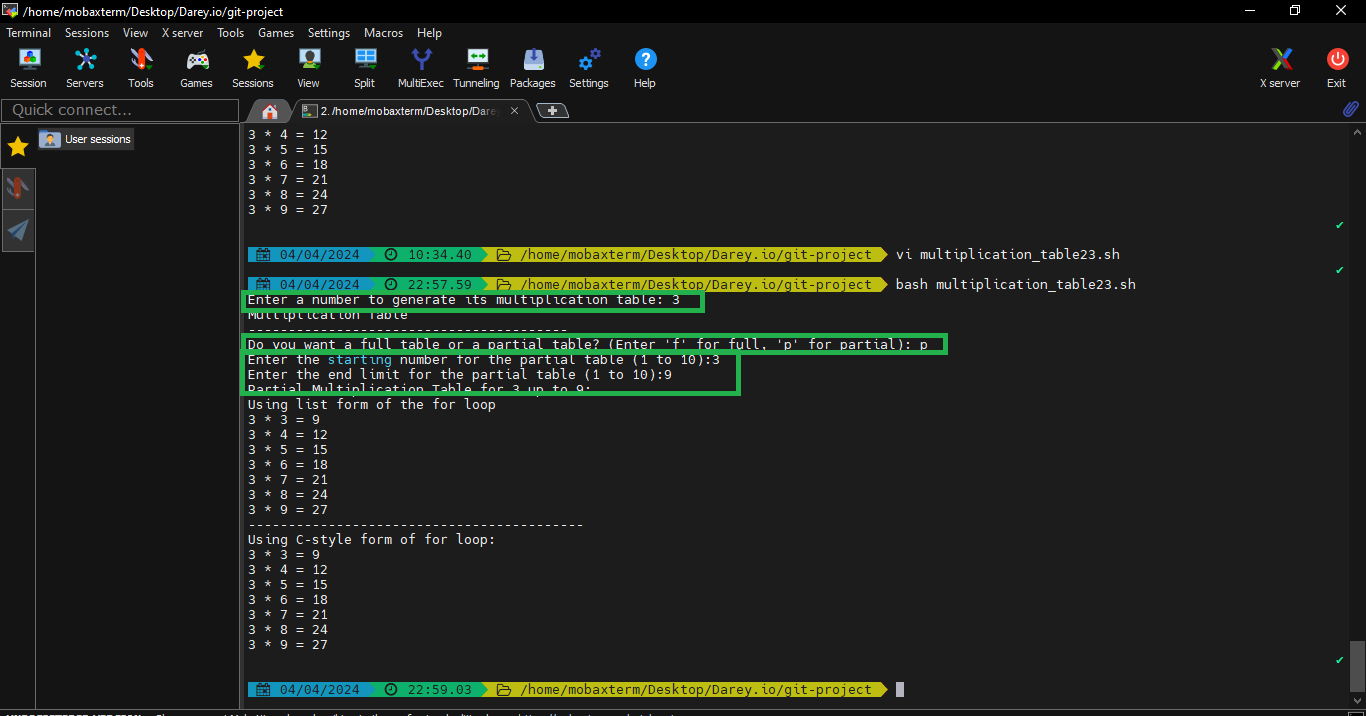 /home/mobaxterm/Desktop/Darey.io/git-project
Terminal Sessions View X server Tools Games Settings Macros Help
Session Servers Tools Games Sessions View Split MultiExec Tunneling Packages Settings Help X server Exit
Quick connect...
2. /home/mobaxterm/Desktop/Dare
User sessions
3 * 4 = 12
3 * 5 = 15
3 * 6 = 18
3 * 7 = 21
3 * 8 = 24
3 * 9 = 27
04/04/2024 10:34.40 /home/mobaxterm/Desktop/Darey.io/git-project vi multiplication_table23.sh
04/04/2024 22:57.59 /home/mobaxterm/Desktop/Darey.io/git-project bash multiplication_table23.sh
Enter a number to generate its multiplication table: 3
Multiplication Table
----------------------------------------
Do you want a full table or a partial table? (Enter 'f' for full, 'p' for partial): p
Enter the starting number for the partial table (1 to 10):3
Enter the end limit for the partial table (1 to 10):9
Partial Multiplication Table for 3 up to 9:
Using list form of the for loop
3 * 3 = 9
3 * 4 = 12
3 * 5 = 15
3 * 6 = 18
3 * 7 = 21
3 * 8 = 24
3 * 9 = 27
------------------------------------------
Using C-style form of for loop:
3 * 3 = 9
3 * 4 = 12
3 * 5 = 15
3 * 6 = 18
3 * 7 = 21
3 * 8 = 24
3 * 9 = 27
04/04/2024 22:59.03 /home/mobaxterm/Desktop/Darey.io/git-project